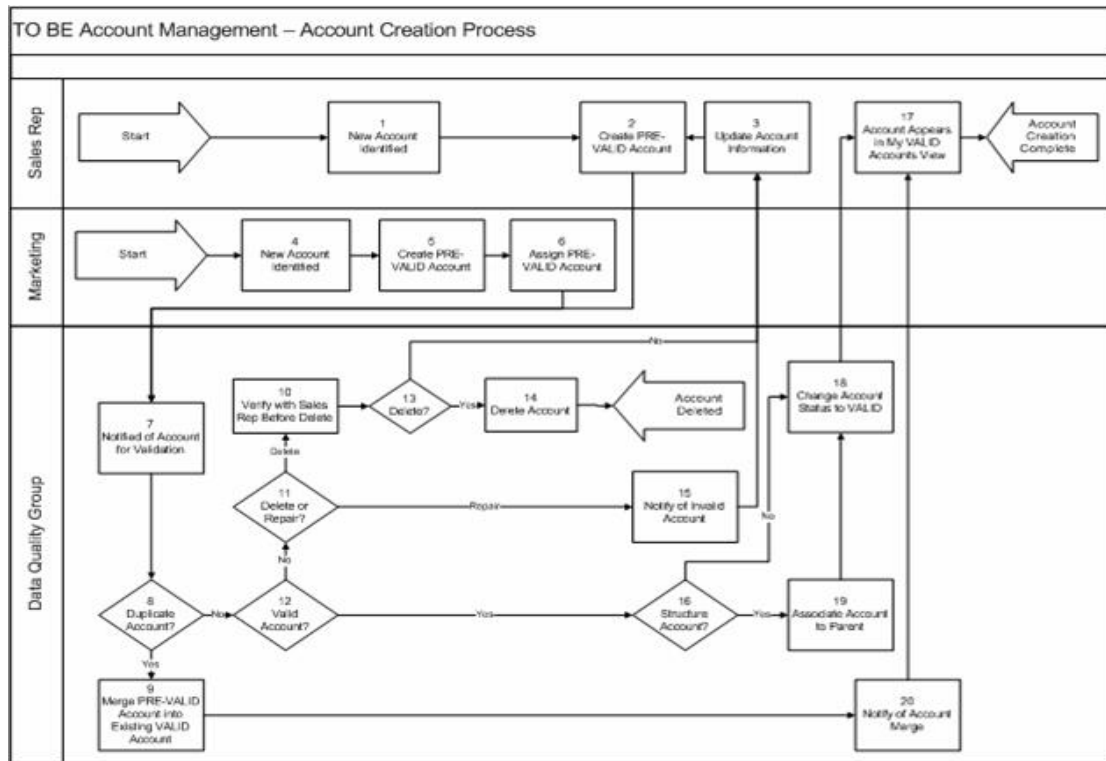 TO BE Account Management – Account Creation Process
Sales Rep
Start
1
New Account
Identified
2
Create PRE-
VALID Account
3
Update Account
Information
17
Account Appears
in My VALID
Accounts View
Account
Creation
Complete
Marketing
Start
4
New Account
Identified
5
Create PRE-
VALID Account
6
Assign PRE-
VALID Account
Data Quality Group
No
10
Verify with Sales
Rep Before Delete
13
Delete?
Yes
14
Delete Account
Account
Deleted
18
Change Account
Status to VALID
7
Notified of Account
for Validation
Delete
11
Delete or
Repair?
Repair
15
Notify of Invalid
Account
No
No
8
Duplicate
Account?
No
12
Valid
Account?
Yes
16
Structure
Account?
Yes
19
Associate Account
to Parent
Yes
9
Merge PRE-VALID
Account into
Existing VALID
Account
20
Notify of Account
Merge